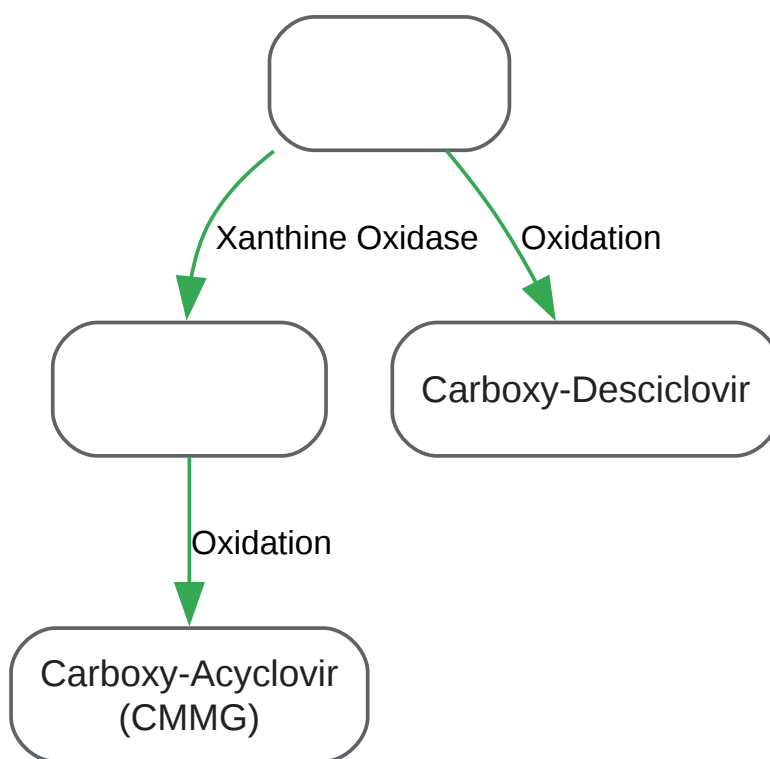 Xanthine Oxidase
Oxidation
Carboxy-Desciclovir
Oxidation
Carboxy-Acyclovir
(CMMG)